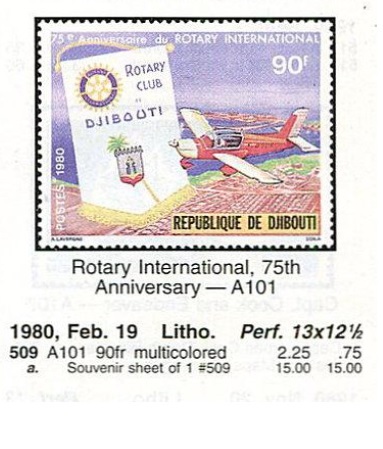 75e Anniversaire du ROTARY INTERNATIONAL
90F
ROTARY
CLUB
DJIBOUTI
POSTES 1980
REPUBLIQUE DE DJIBOUTI
Rotary International, 75th
Anniversary — A101
1980, Feb. 19 Litho. Perf. 13x12½
509 A101 90fr multicolored 2.25 .75
a. Souvenir sheet of 1 #509 15.00 15.00